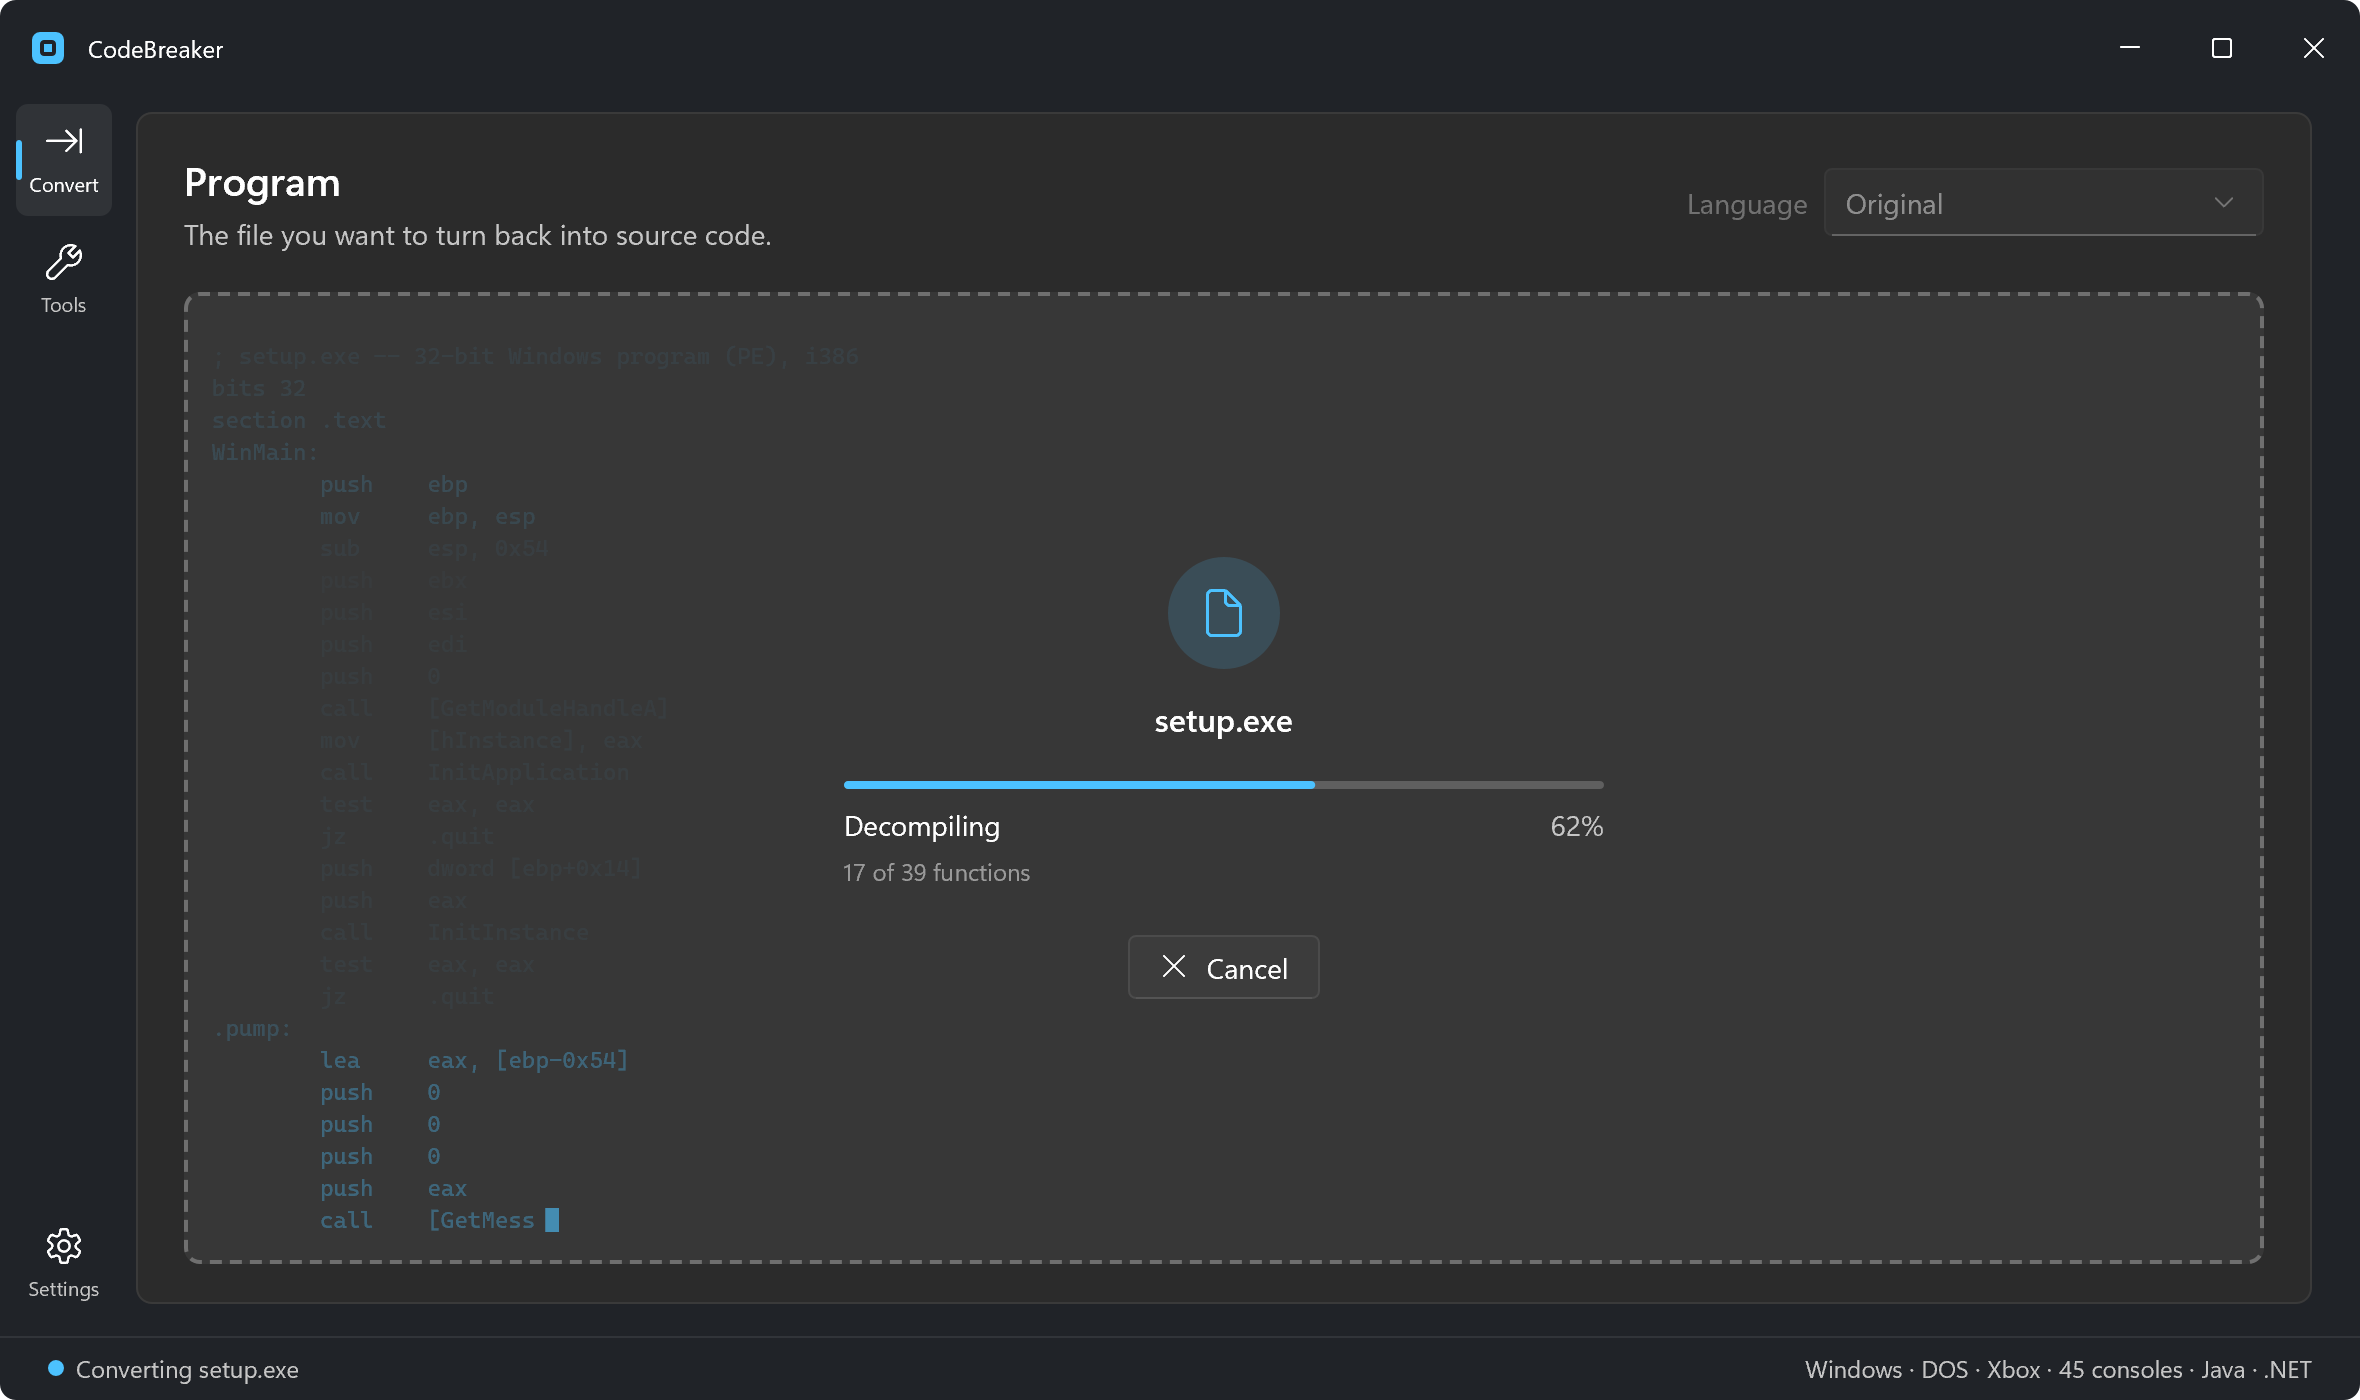 CodeBreaker
Convert
Tools
Settings
Program
The file you want to turn back into source code.
Language
Original
; setup.exe -- 32-bit Windows program (PE), i386
bits 32
section .text
WinMain:
push ebp
mov ebp, esp
sub esp, 0x54
push ebx
push esi
push edi
push 0
call [GetModuleHandleA]
mov [hInstance], eax
call InitApplication
test eax, eax
jz .quit
push dword [ebp+0x14]
push eax
call InitInstance
test eax, eax
jz .quit
.pump:
lea eax, [ebp-0x54]
push 0
push 0
push 0
push eax
call [GetMess
setup.exe
Decompiling
62%
17 of 39 functions
Cancel
Converting setup.exe
Windows · DOS · Xbox · 45 consoles · Java · .NET